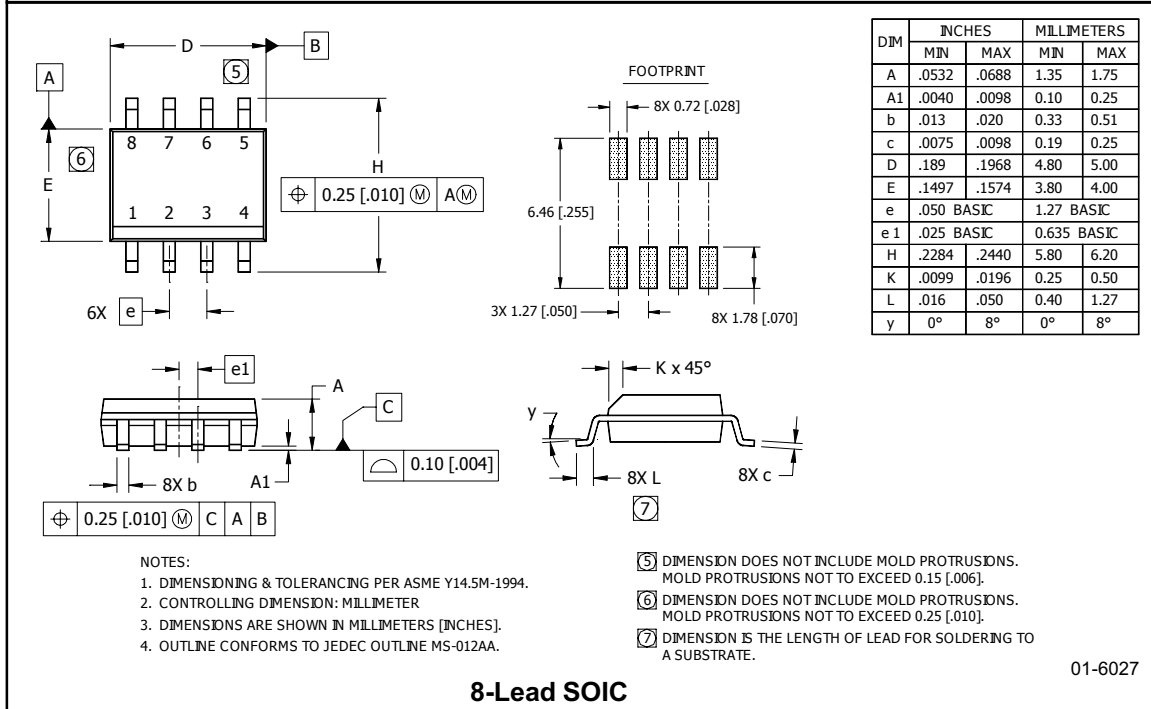 D
B
A
5
8 7 6 5
6
E
H
0.25 [.010] M A M
1 2 3 4
6X e
FOOTPRINT
8X 0.72 [.028]
6.46 [.255]
3X 1.27 [.050]
8X 1.78 [.070]
DIM INCHES MILLIMETERS
MIN MAX MIN MAX
A .0532 .0688 1.35 1.75
A1 .0040 .0098 0.10 0.25
b .013 .020 0.33 0.51
c .0075 .0098 0.19 0.25
D .189 .1968 4.80 5.00
E .1497 .1574 3.80 4.00
e .050 BASIC 1.27 BASIC
e 1 .025 BASIC 0.635 BASIC
H .2284 .2440 5.80 6.20
K .0099 .0196 0.25 0.50
L .016 .050 0.40 1.27
y 0° 8° 0° 8°
e1
A
C
0.10 [.004]
8X b
A1
0.25 [.010] M C A B
K x 45°
y
8X L
8X c
7
NOTES:
1. DIMENSIONING & TOLERANCING PER ASME Y14.5M-1994.
2. CONTROLLING DIMENSION: MILLIMETER
3. DIMENSIONS ARE SHOWN IN MILLIMETERS [INCHES].
4. OUTLINE CONFORMS TO JEDEC OUTLINE MS-012AA.
5 DIMENSION DOES NOT INCLUDE MOLD PROTRUSIONS.
MOLD PROTRUSIONS NOT TO EXCEED 0.15 [.006].
6 DIMENSION DOES NOT INCLUDE MOLD PROTRUSIONS.
MOLD PROTRUSIONS NOT TO EXCEED 0.25 [.010].
7 DIMENSION IS THE LENGTH OF LEAD FOR SOLDERING TO
A SUBSTRATE.
01-6027
8-Lead SOIC